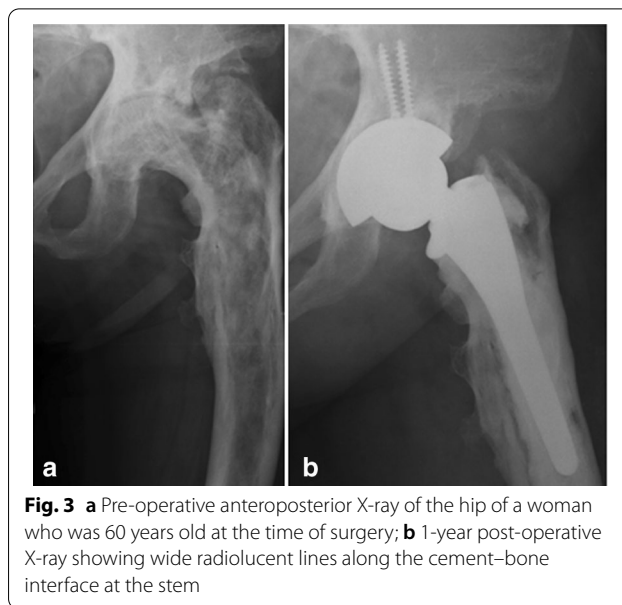 a
b
Fig. 3 a Pre-operative anteroposterior X-ray of the hip of a woman
who was 60 years old at the time of surgery; b 1-year post-operative
X-ray showing wide radiolucent lines along the cement–bone
interface at the stem